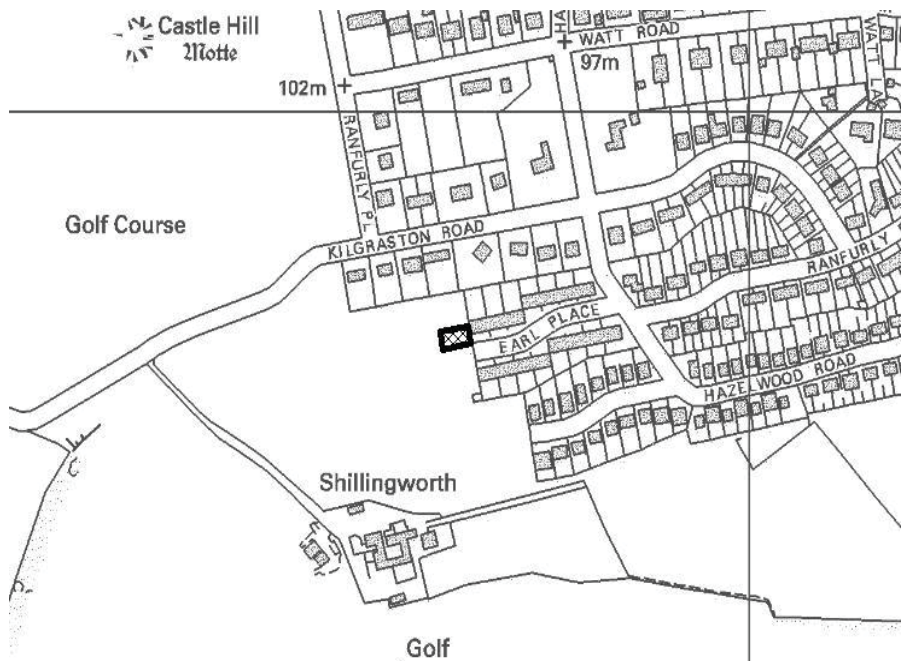 Castle Hill
Motte
WATT ROAD
97m
102m
RANFURLY PL
Golf Course
KILGRASTON ROAD
RANFURLY
EARL PLACE
HAZELWOOD ROAD
Shillingworth
Golf